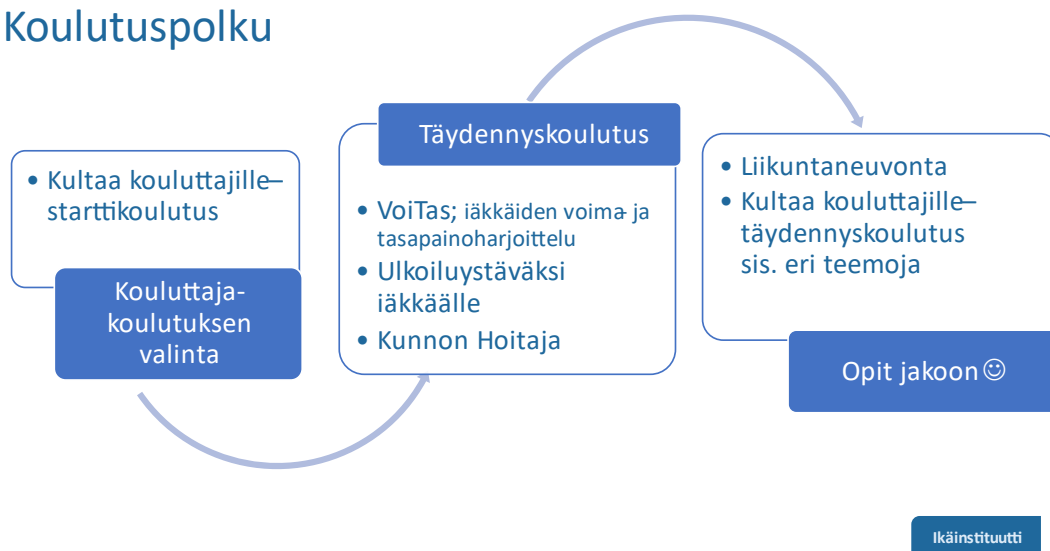 Koulutuspolku
• Kultaa kouluttajille–
starttikoulutus
Kouluttaja-
koulutuksen
valinta
Täydennyskoulutus
• VoiTas; iäkkäiden voima- ja
tasapainoharjoittelu
• Ulkoiluystäväksi
iäkkäälle
• Kunnon Hoitaja
• Liikuntaneuvonta
• Kultaa kouluttajille–
täydennyskoulutus
sis. eri teemoja
Opit jakoon☺
Ikäinstituutti